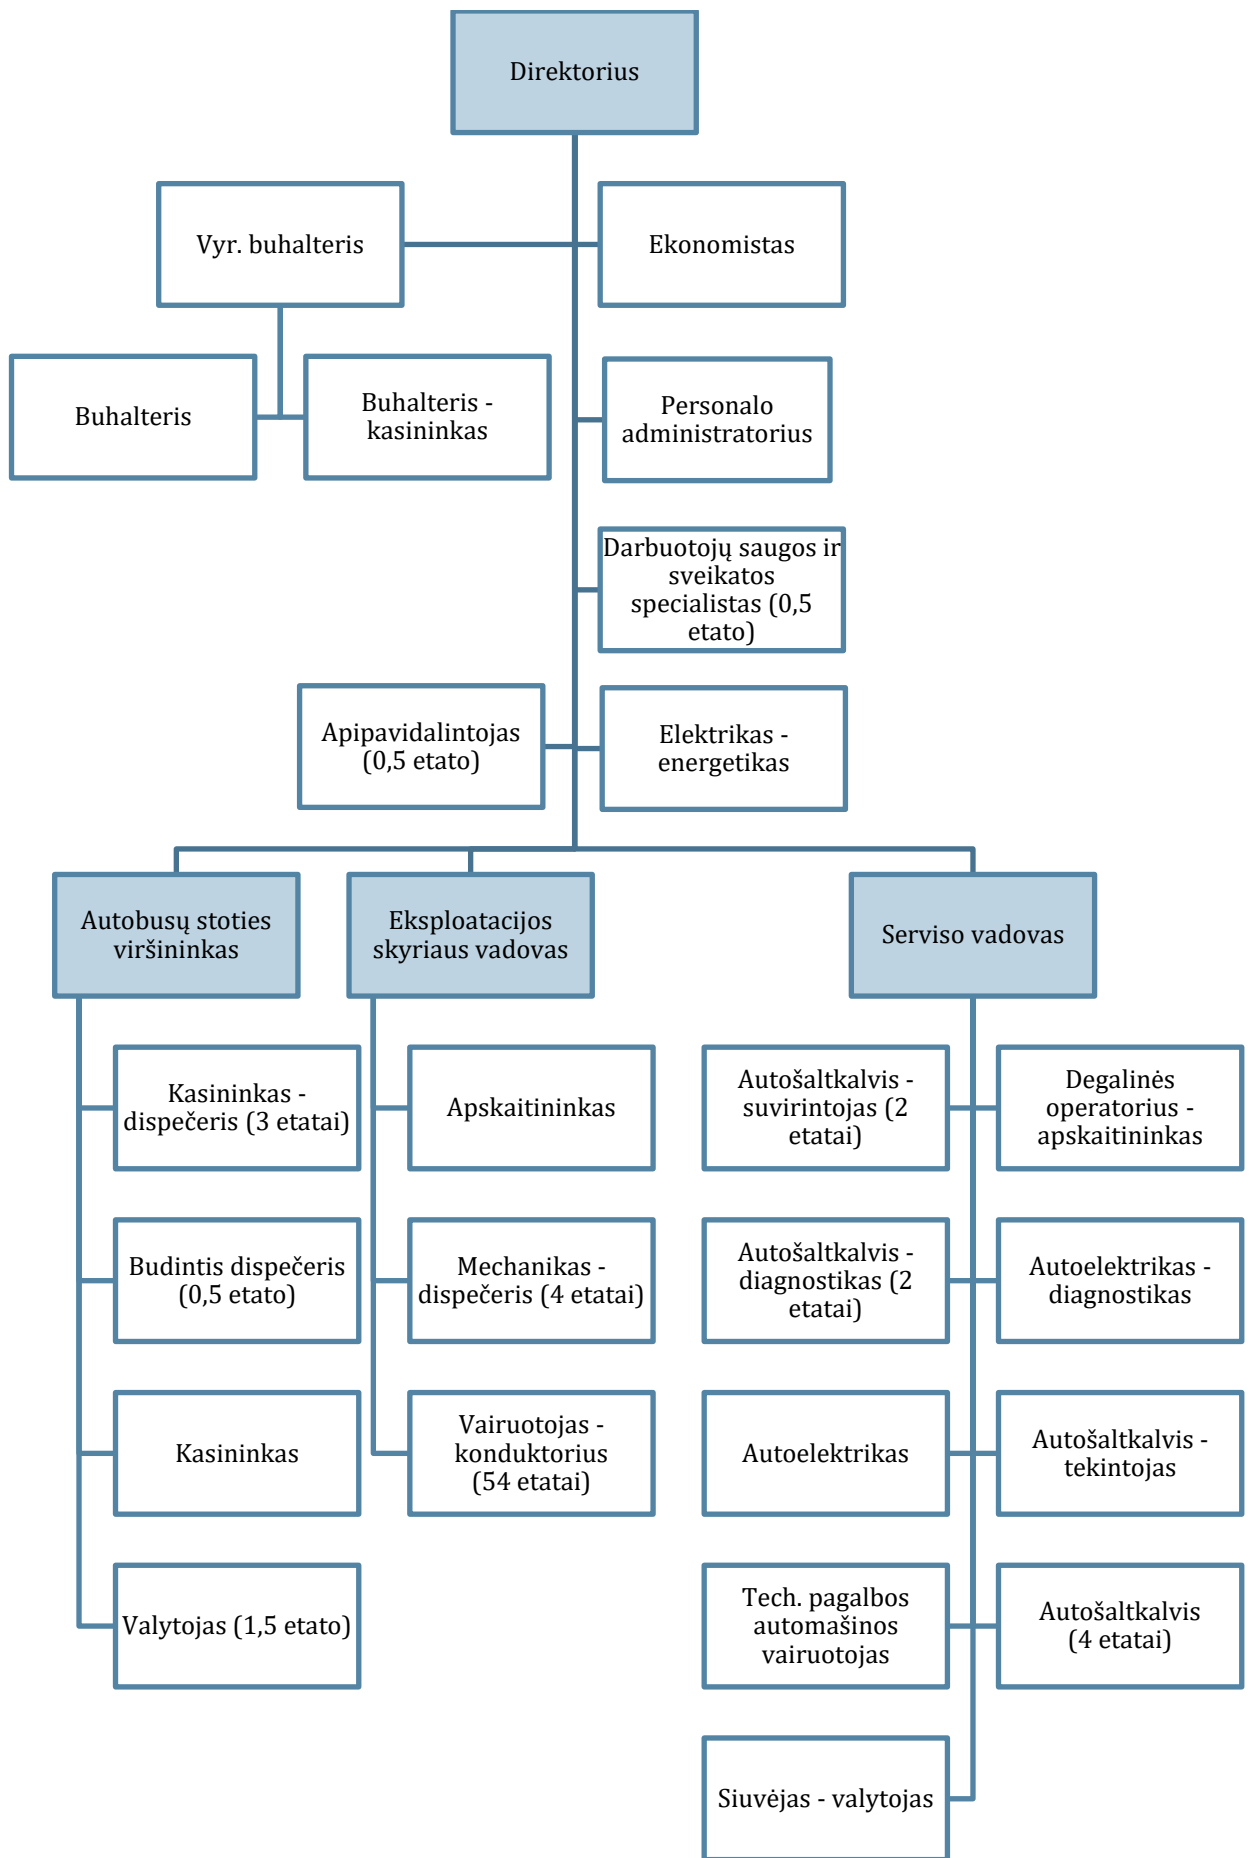 Direktorius
Vyr. buhalteris
Ekonomistas
Buhalteris
Buhalteris -
kasininkas
Personalo
administratorius
Darbuotojų saugos ir
sveikatos
specialistas (0,5
etato)
Apipavidalintojas
(0,5 etato)
Elektrikas -
energetikas
Autobusų stoties
viršininkas
Eksploatacijos
skyriaus vadovas
Serviso vadovas
Kasininkas -
dispečeris (3 etatai)
Apskaitininkas
Autošaltkalvis -
suvirintojas (2
etatai)
Degalinės
operatorius -
apskaitininkas
Budintis dispečeris
(0,5 etato)
Mechanikas -
dispečeris (4 etatai)
Autošaltkalvis -
diagnostikas (2
etatai)
Autoelektrikas -
diagnostikas
Kasininkas
Vairuotojas -
konduktorius
(54 etatai)
Autoelektrikas
Autošaltkalvis -
tekintojas
Valytojas (1,5 etato)
Tech. pagalbos
automašinos
vairuotojas
Autošaltkalvis
(4 etatai)
Siuvėjas - valytojas